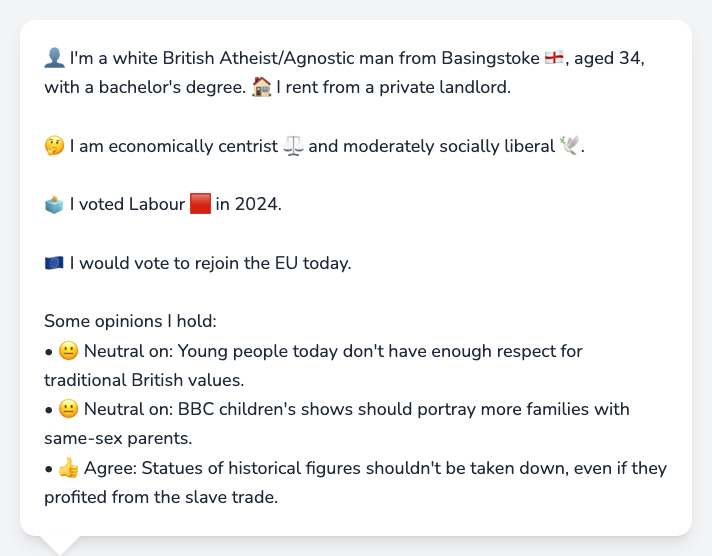 👤 I'm a white British Atheist/Agnostic man from Basingstoke 🏴󠁧󠁢󠁥󠁮󠁧󠁿, aged 34,
with a bachelor's degree. 🏠 I rent from a private landlord.
🤔 I am economically centrist ⚖️ and moderately socially liberal 🕊️.
🗳️ I voted Labour 🟥 in 2024.
🇪🇺 I would vote to rejoin the EU today.
Some opinions I hold:
• 😐 Neutral on: Young people today don't have enough respect for
traditional British values.
• 😐 Neutral on: BBC children's shows should portray more families with
same-sex parents.
• 👍 Agree: Statues of historical figures shouldn't be taken down, even if they
profited from the slave trade.